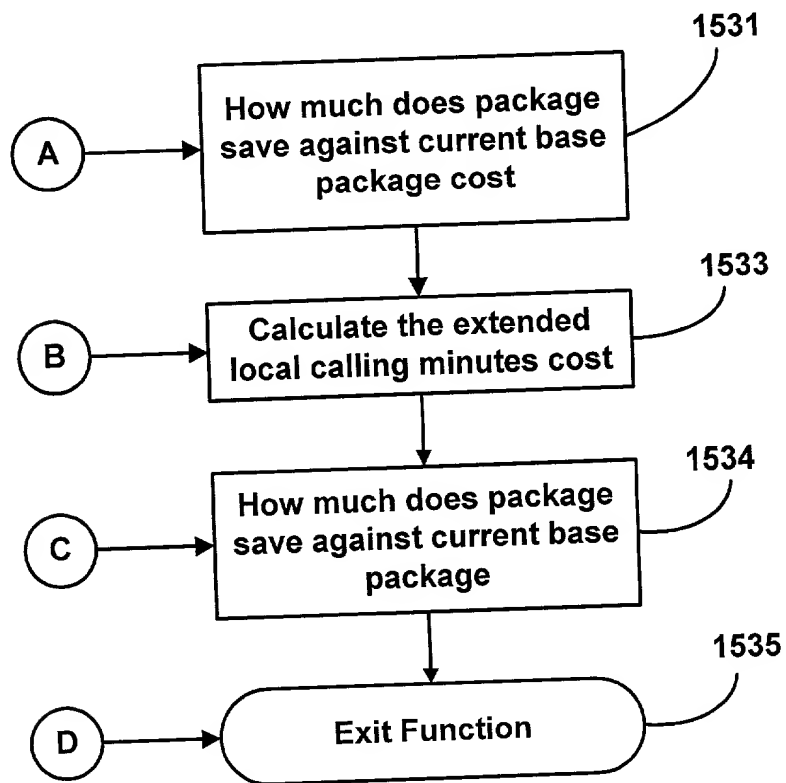 1531
How much does package
save against current base
package cost
A
1533
Calculate the extended
local calling minutes cost
B
1534
How much does package
save against current base
package
C
1535
Exit Function
D